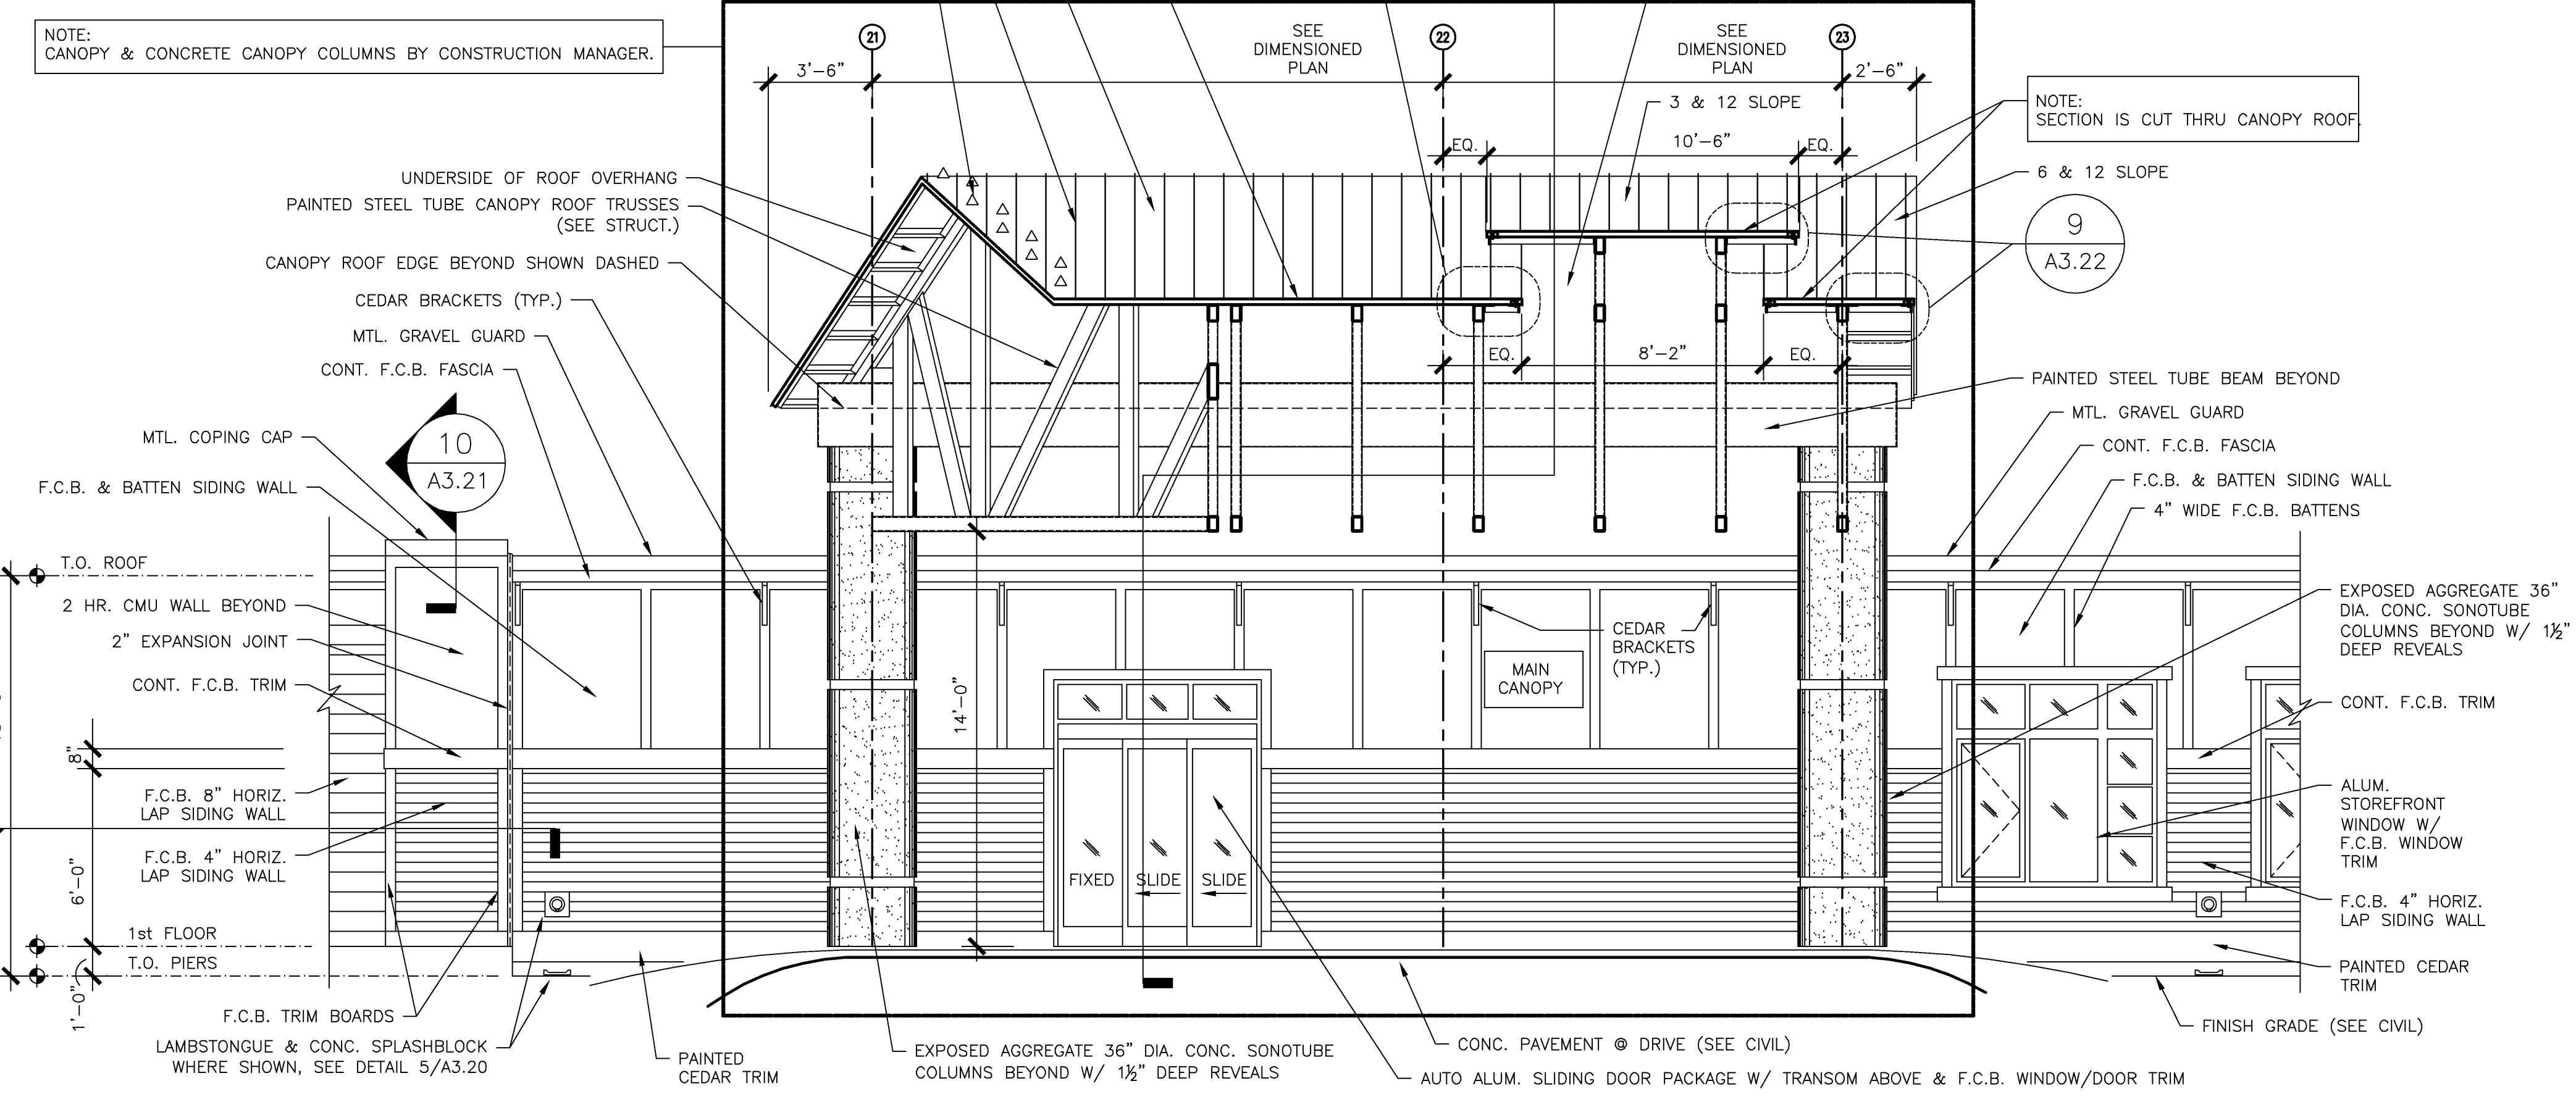 NOTE:
CANOPY & CONCRETE CANOPY COLUMNS BY CONSTRUCTION MANAGER.
21
22
23
SEE
DIMENSIONED
PLAN
SEE
DIMENSIONED
PLAN
3'-6"
2'-6"
3 & 12 SLOPE
NOTE:
SECTION IS CUT THRU CANOPY ROOF.
EQ.
10'-6"
EQ.
6 & 12 SLOPE
9
A3.22
UNDERSIDE OF ROOF OVERHANG
PAINTED STEEL TUBE CANOPY ROOF TRUSSES
(SEE STRUCT.)
CANOPY ROOF EDGE BEYOND SHOWN DASHED
CEDAR BRACKETS (TYP.)
MTL. GRAVEL GUARD
CONT. F.C.B. FASCIA
EQ.
8'-2"
EQ.
PAINTED STEEL TUBE BEAM BEYOND
MTL. GRAVEL GUARD
CONT. F.C.B. FASCIA
F.C.B. & BATTEN SIDING WALL
4" WIDE F.C.B. BATTENS
MTL. COPING CAP
10
A3.21
F.C.B. & BATTEN SIDING WALL
T.O. ROOF
2 HR. CMU WALL BEYOND
2" EXPANSION JOINT
CONT. F.C.B. TRIM
8"
F.C.B. 8" HORIZ.
LAP SIDING WALL
F.C.B. 4" HORIZ.
LAP SIDING WALL
6'-0"
1st FLOOR
T.O. PIERS
1'-0"
F.C.B. TRIM BOARDS
LAMBSTONGUE & CONC. SPLASHBLOCK
WHERE SHOWN, SEE DETAIL 5/A3.20
PAINTED
CEDAR TRIM
14'-0"
FIXED
SLIDE
SLIDE
MAIN
CANOPY
CEDAR
BRACKETS
(TYP.)
EXPOSED AGGREGATE 36"
DIA. CONC. SONOTUBE
COLUMNS BEYOND W/ 1½"
DEEP REVEALS
CONT. F.C.B. TRIM
ALUM.
STOREFRONT
WINDOW W/
F.C.B. WINDOW
TRIM
F.C.B. 4" HORIZ.
LAP SIDING WALL
PAINTED CEDAR
TRIM
FINISH GRADE (SEE CIVIL)
EXPOSED AGGREGATE 36" DIA. CONC. SONOTUBE
COLUMNS BEYOND W/ 1½" DEEP REVEALS
CONC. PAVEMENT @ DRIVE (SEE CIVIL)
AUTO ALUM. SLIDING DOOR PACKAGE W/ TRANSOM ABOVE & F.C.B. WINDOW/DOOR TRIM